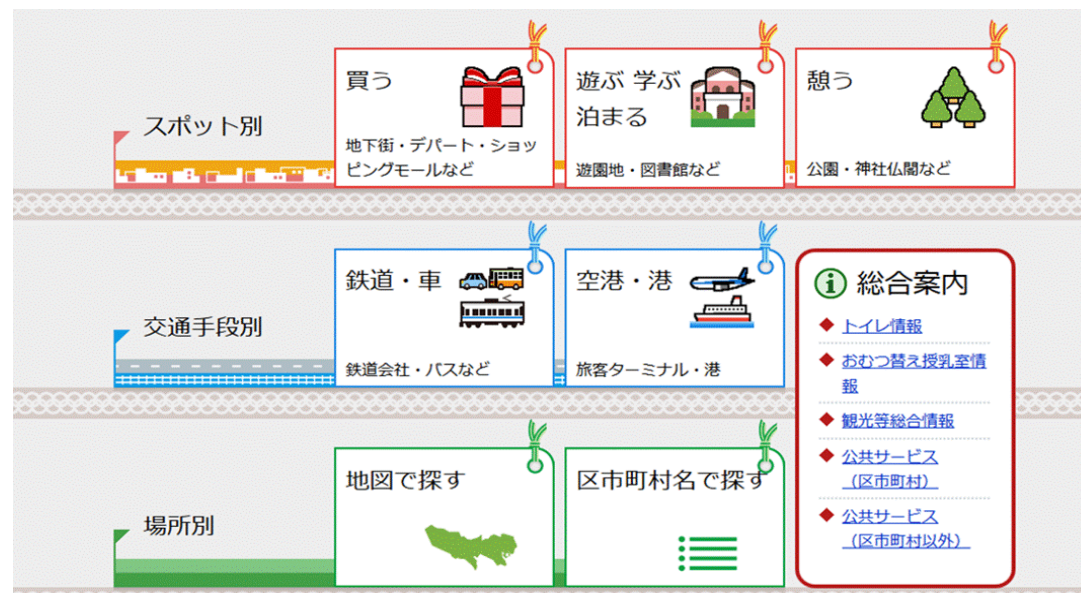 スポット別
買う
地下街・デパート・ショッ
ピングモールなど
遊ぶ 学ぶ
泊まる
遊園地・図書館など
憩う
公園・神社仏閣など
交通手段別
鉄道・車
鉄道会社・バスなど
空港・港
旅客ターミナル・港
場所別
地図で探す
区市町村名で探す
i 総合案内
トイレ情報
おむつ替え授乳室情
報
観光等総合情報
公共サービス
（区市町村）
公共サービス
（区市町村以外）